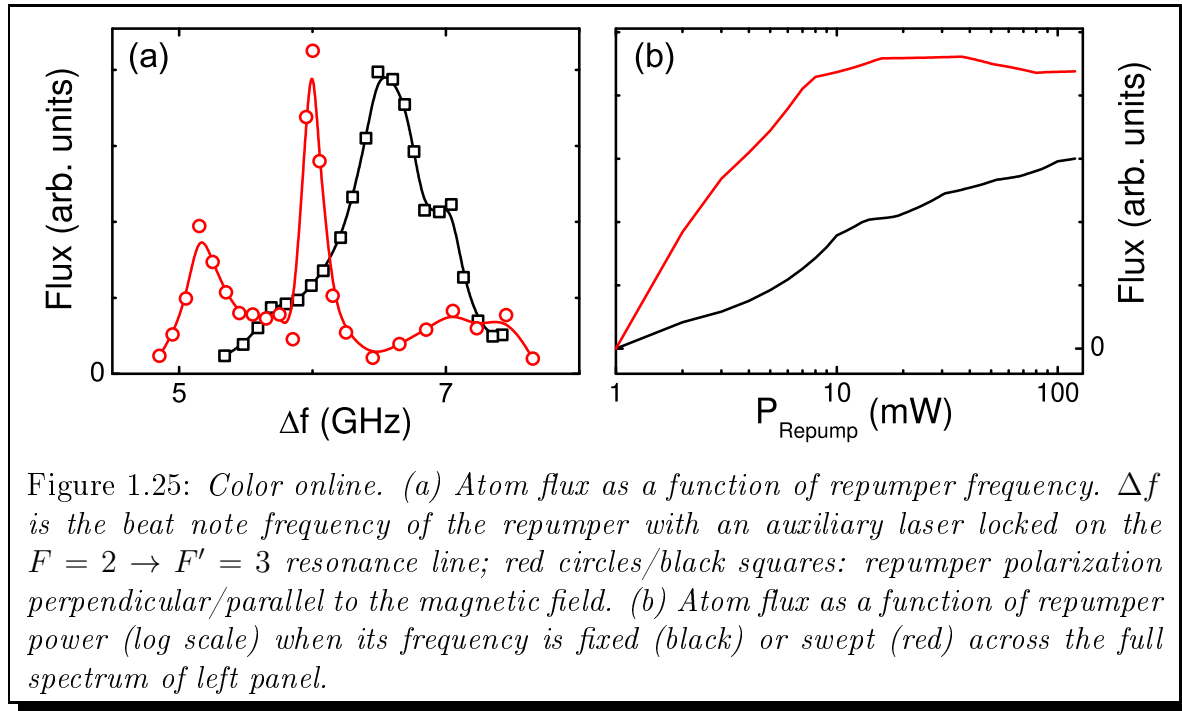 (a)
Flux (arb. units)
0
5
7
Δf (GHz)
(b)
Flux (arb. units)
0
1
10
100
P_Repump (mW)
Figure 1.25: Color online. (a) Atom flux as a function of repumper frequency. Δf
is the beat note frequency of the repumper with an auxiliary laser locked on the
F = 2 → F′ = 3 resonance line; red circles/black squares: repumper polarization
perpendicular/parallel to the magnetic field. (b) Atom flux as a function of repumper
power (log scale) when its frequency is fixed (black) or swept (red) across the full
spectrum of left panel.